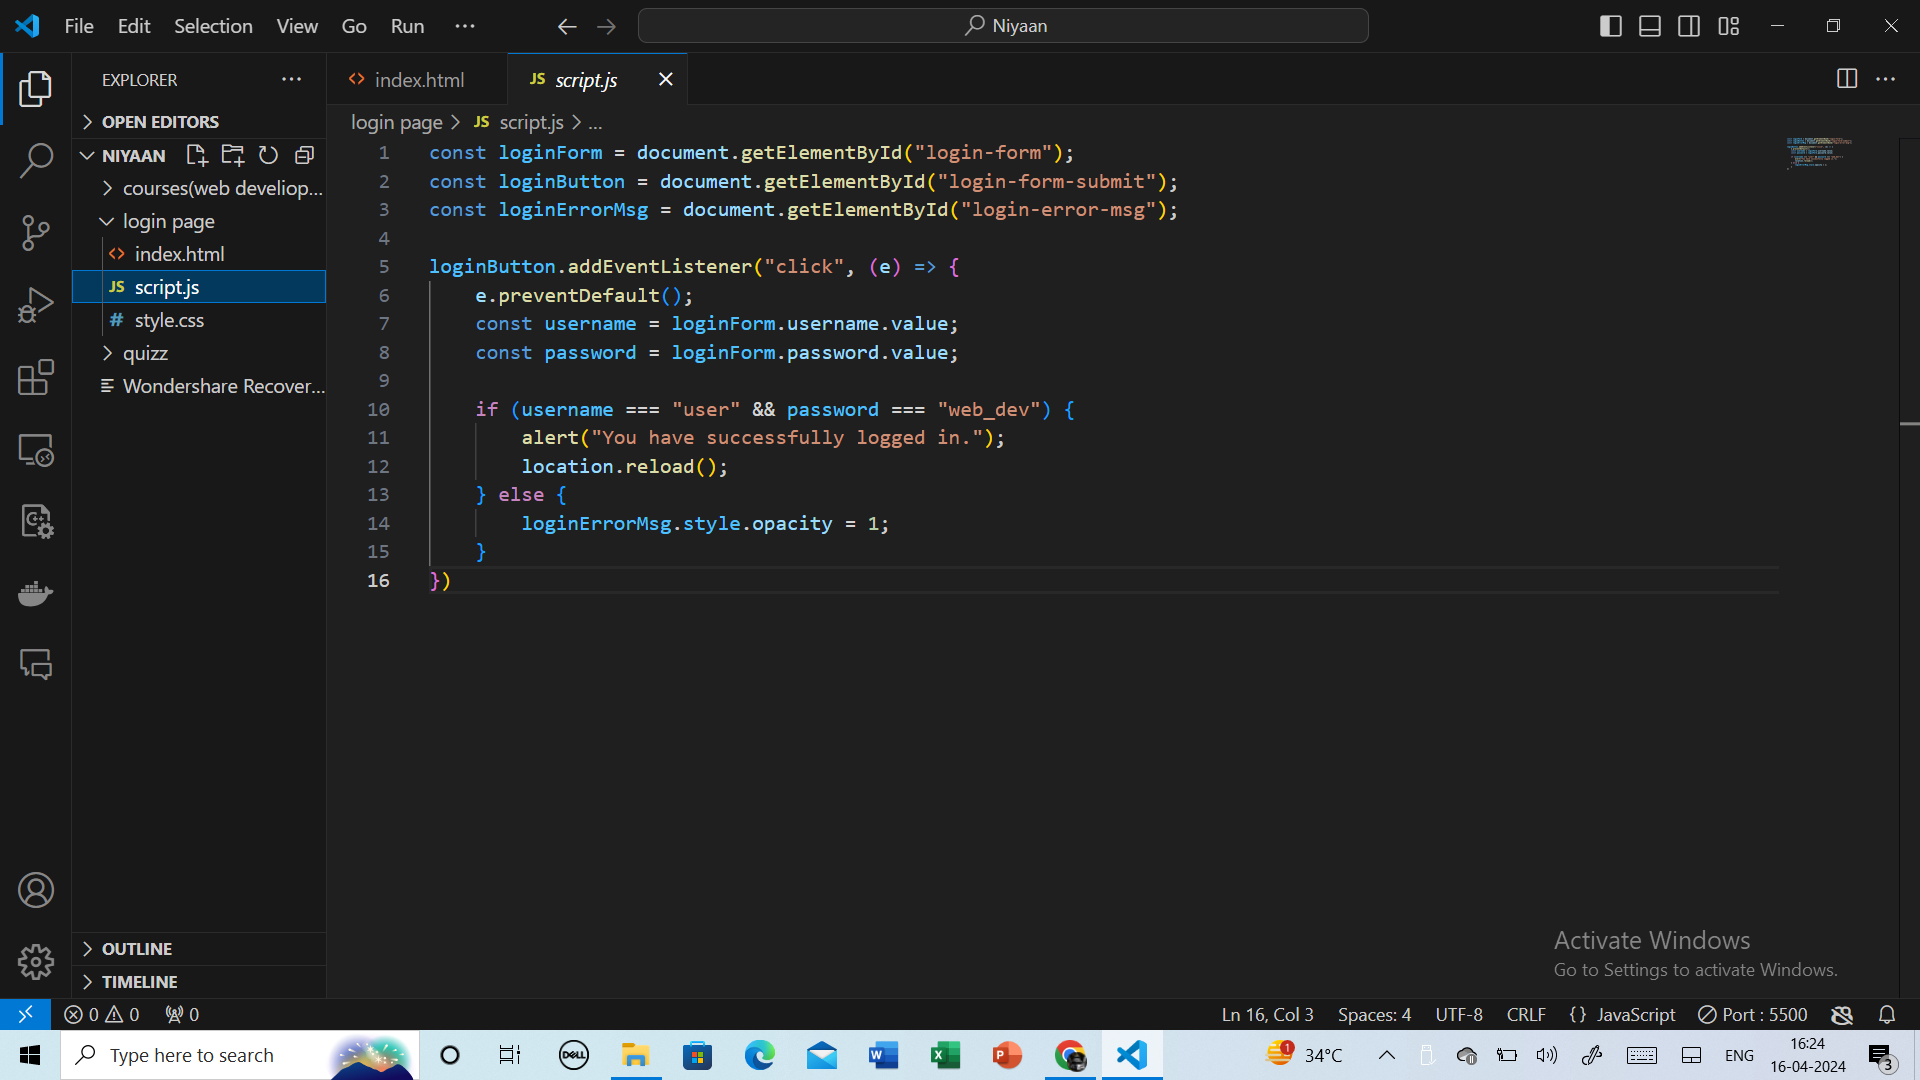 File Edit Selection View Go Run ...
Niyaan
EXPLORER
index.html
JS script.js
OPEN EDITORS
login page > JS script.js > ...
NIYAAN
courses(web develiop...
login page
index.html
JS script.js
# style.css
quizz
Wondershare Recover...
1 const loginForm = document.getElementById("login-form");
2 const loginButton = document.getElementById("login-form-submit");
3 const loginErrorMsg = document.getElementById("login-error-msg");
4
5 loginButton.addEventListener("click", (e) => {
6 e.preventDefault();
7 const username = loginForm.username.value;
8 const password = loginForm.password.value;
9
10 if (username === "user" && password === "web_dev") {
11 alert("You have successfully logged in.");
12 location.reload();
13 } else {
14 loginErrorMsg.style.opacity = 1;
15 }
16 })
OUTLINE
TIMELINE
Activate Windows
Go to Settings to activate Windows.
0 0 0 Ln 16, Col 3 Spaces: 4 UTF-8 CRLF {} JavaScript Port : 5500
Type here to search
DELL
1
34°C
ENG
16:24
16-04-2024
3